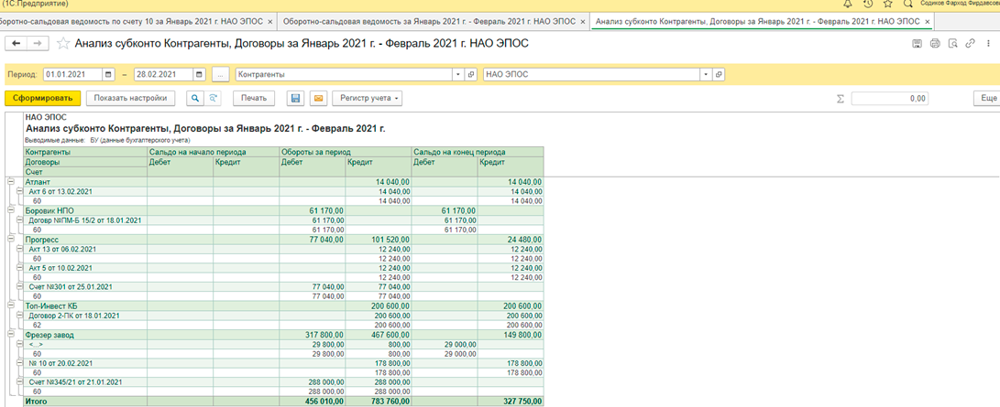 (1С:Предприятие)
Содиков Фарход Фирдавсов
оборотно-сальдовая ведомость по счету 10 за Январь 2021 г. НАО ЭПОС × Оборотно-сальдовая ведомость за Январь 2021 г. - Февраль 2021 г. НАО ЭПОС × Анализ субконто Контрагенты, Договоры за Январь 2021 г. - Февраль 2021 г. НАО ЭПОС ×
Анализ субконто Контрагенты, Договоры за Январь 2021 г. - Февраль 2021 г. НАО ЭПОС
Период: 01.01.2021 – 28.02.2021 ... Контрагенты НАО ЭПОС
Сформировать Показать настройки Печать Регистр учета Σ 0,00 Еще
НАО ЭПОС
Анализ субконто Контрагенты, Договоры за Январь 2021 г. - Февраль 2021 г.
Выводимые данные: БУ (данные бухгалтерского учета)
Контрагенты Сальдо на начало периода Обороты за период Сальдо на конец периода
Договоры Дебет Кредит Дебет Кредит Дебет Кредит
Счет
Атлант 14 040,00 14 040,00
Акт 6 от 13.02.2021 14 040,00 14 040,00
60 14 040,00 14 040,00
Боровик НПО 61 170,00 61 170,00
Договр №ПМ-Б 15/2 от 18.01.2021 61 170,00 61 170,00
60 61 170,00 61 170,00
Прогресс 77 040,00 101 520,00 24 480,00
Акт 13 от 06.02.2021 12 240,00 12 240,00
60 12 240,00 12 240,00
Акт 5 от 10.02.2021 12 240,00 12 240,00
60 12 240,00 12 240,00
Счет №301 от 25.01.2021 77 040,00 77 040,00
60 77 040,00 77 040,00
Топ-Инвест КБ 200 600,00 200 600,00
Договор 2-ПК от 18.01.2021 200 600,00 200 600,00
62 200 600,00 200 600,00
Фрезер завод 317 800,00 467 600,00 149 800,00
<...> 29 800,00 800,00 29 000,00
60 29 800,00 800,00 29 000,00
№ 10 от 20.02.2021 178 800,00 178 800,00
60 178 800,00 178 800,00
Счет №345/21 от 21.01.2021 288 000,00 288 000,00
60 288 000,00 288 000,00
Итого 456 010,00 783 760,00 327 750,00